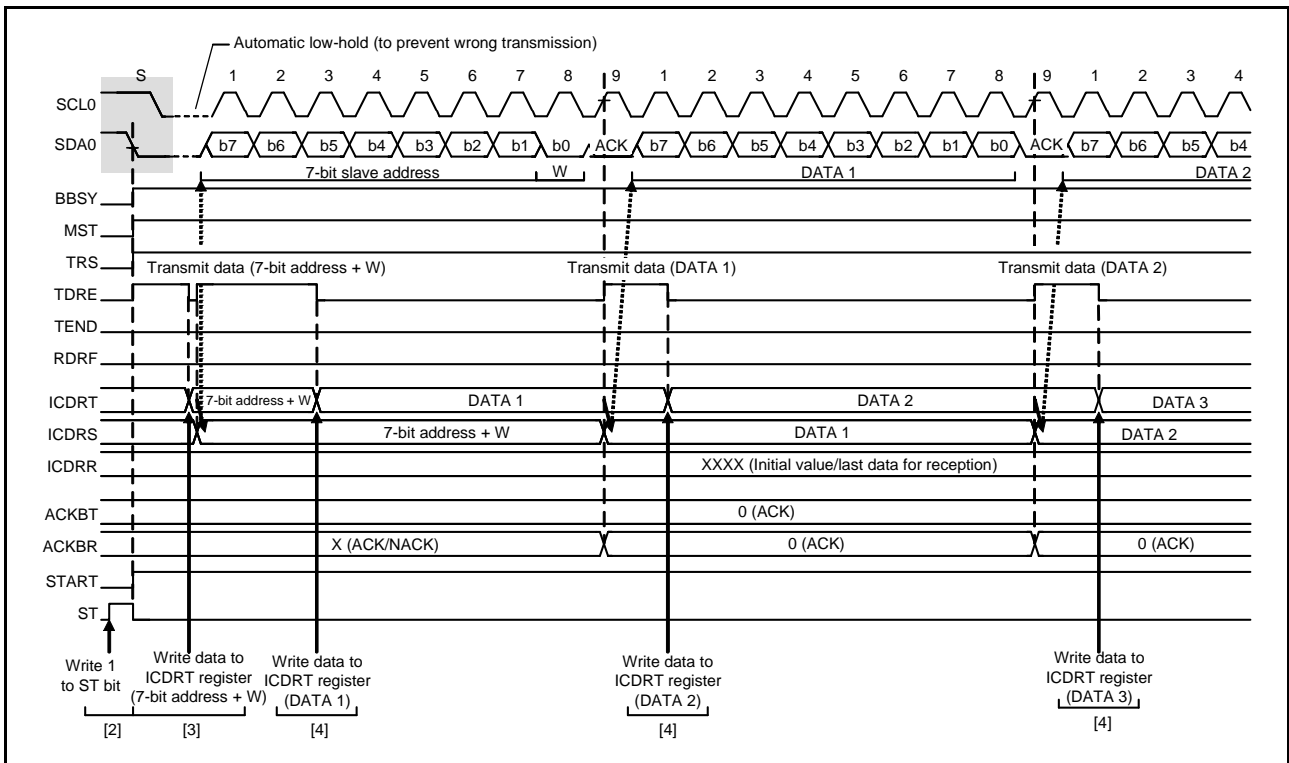 Automatic low-hold (to prevent wrong transmission)
S 1 2 3 4 5 6 7 8 9 1 2 3 4 5 6 7 8 9 1 2 3 4
SCL0
SDA0 b7 b6 b5 b4 b3 b2 b1 b0 ACK b7 b6 b5 b4 b3 b2 b1 b0 ACK b7 b6 b5 b4
7-bit slave address W DATA 1 DATA 2
BBSY
MST
TRS
Transmit data (7-bit address + W) Transmit data (DATA 1) Transmit data (DATA 2)
TDRE
TEND
RDRF
ICDRT 7-bit address + W DATA 1 DATA 2 DATA 3
ICDRS 7-bit address + W DATA 1 DATA 2
ICDRR XXXX (Initial value/last data for reception)
ACKBT 0 (ACK)
ACKBR X (ACK/NACK) 0 (ACK) 0 (ACK)
START
ST
Write 1
to ST bit
[2]
Write data to
ICDRT register
(7-bit address + W)
[3]
Write data to
ICDRT register
(DATA 1)
[4]
Write data to
ICDRT register
(DATA 2)
[4]
Write data to
ICDRT register
(DATA 3)
[4]